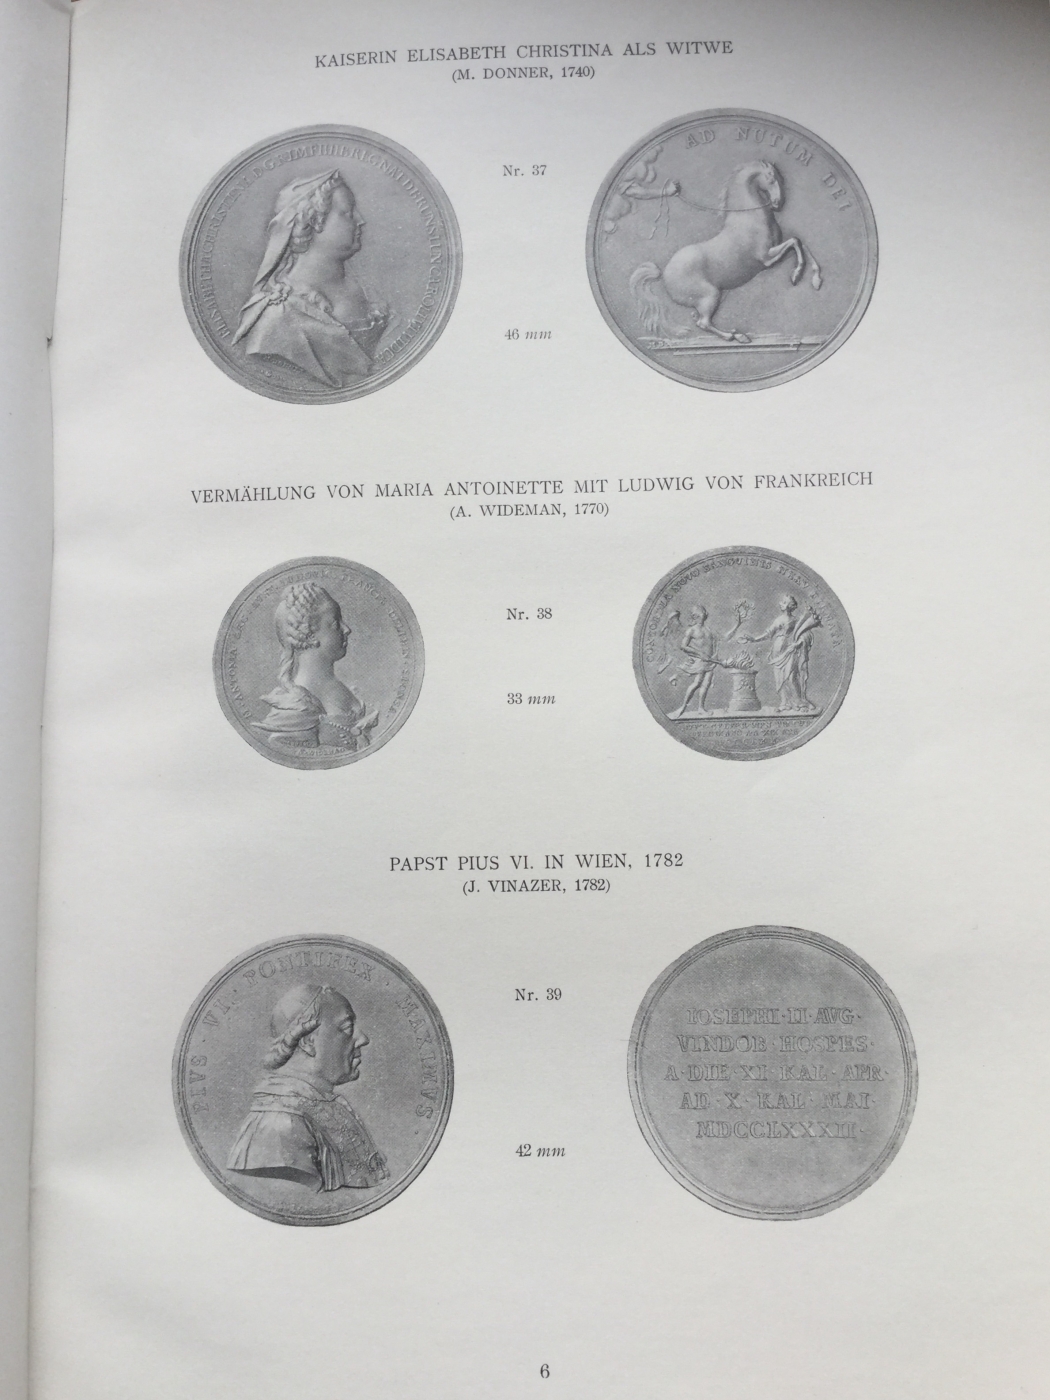 KAISERIN ELISABETH CHRISTINA ALS WITWE
(M. DONNER, 1740)
Nr. 37
AD NUTUM DEI
46 mm
VERMÄHLUNG VON MARIA ANTOINETTE MIT LUDWIG VON FRANKREICH
(A. WIDEMAN, 1770)
Nr. 38
33 mm
PAPST PIUS VI. IN WIEN, 1782
(J. VINAZER, 1782)
PIVS · VI · PONTIFEX · MAXIMVS ·
Nr. 39
IOSEPHI·II·AVG·
VINDOB·HOSPES·
A·DIE·XI·KAL·APR·
AD·X·KAL·MAI·
MDCCLXXXII·
42 mm
6